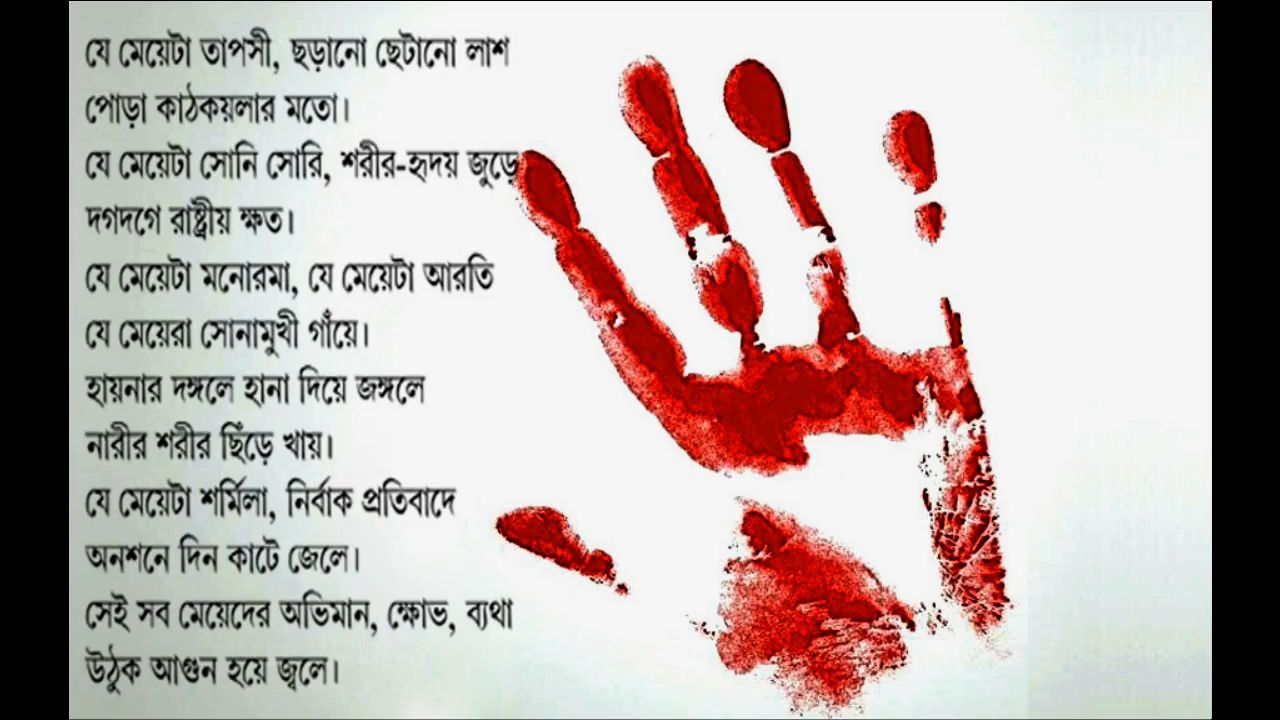 যে মেয়েটা তাপসী, ছড়ানো ছেটানো লাশ
পোড়া কাঠকয়লার মতো।
যে মেয়েটা সোনি সোরি, শরীর-হৃদয় জুড়ে
দগদগে রাষ্ট্রীয় ক্ষত।
যে মেয়েটা মনোরমা, যে মেয়েটা আরতি
যে মেয়েরা সোনামুখী গাঁয়ে।
হায়নার দঙ্গলে হানা দিয়ে জঙ্গলে
নারীর শরীর ছিঁড়ে খায়।
যে মেয়েটা শর্মিলা, নির্বাক প্রতিবাদে
অনশনে দিন কাটে জেলে।
সেই সব মেয়েদের অভিমান, ক্ষোভ, ব্যথা
উঠুক আগুন হয়ে জ্বলে।